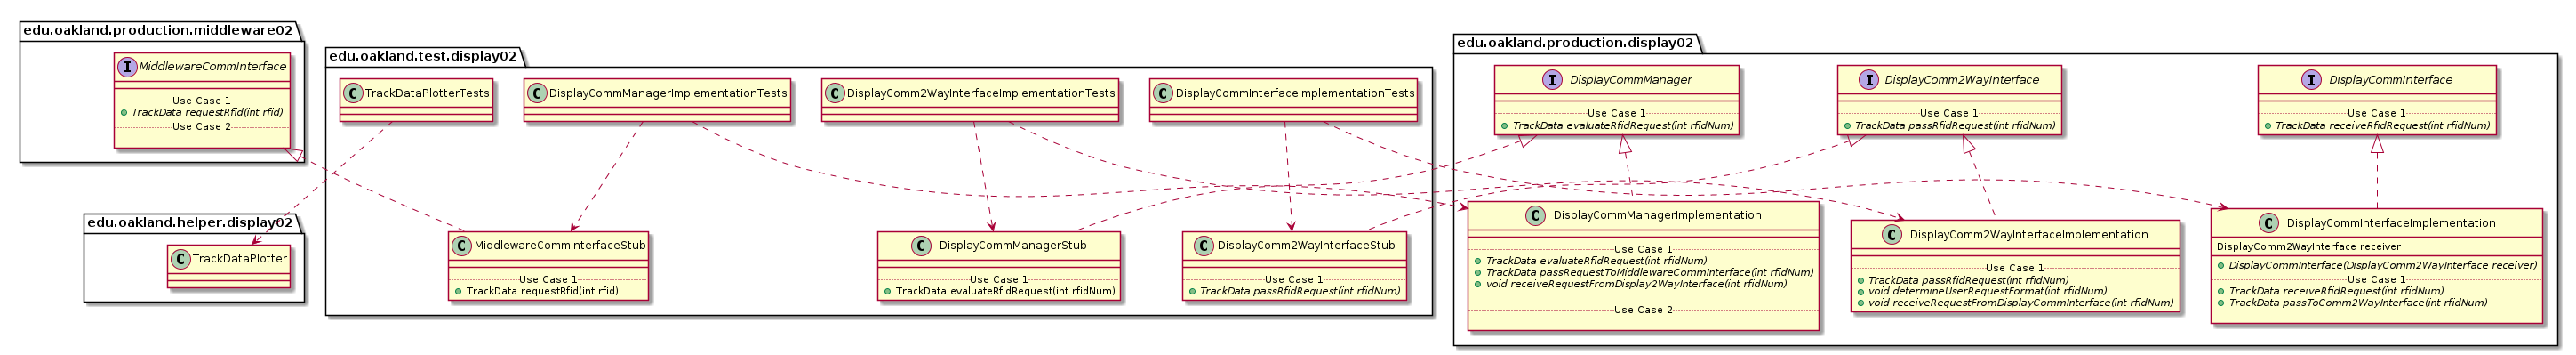 edu.oakland.production.middleware02
I MiddlewareCommInterface
Use Case 1
TrackData requestRfid(int rfid)
Use Case 2
edu.oakland.test.display02
C TrackDataPlotterTests
C DisplayCommManagerImplementationTests
C DisplayComm2WayInterfaceImplementationTests
C DisplayCommInterfaceImplementationTests
C MiddlewareCommInterfaceStub
Use Case 1
TrackData requestRfid(int rfid)
C DisplayCommManagerStub
Use Case 1
TrackData evaluateRfidRequest(int rfidNum)
C DisplayComm2WayInterfaceStub
Use Case 1
TrackData passRfidRequest(int rfidNum)
edu.oakland.production.display02
I DisplayCommManager
Use Case 1
TrackData evaluateRfidRequest(int rfidNum)
I DisplayComm2WayInterface
Use Case 1
TrackData passRfidRequest(int rfidNum)
I DisplayCommInterface
Use Case 1
TrackData receiveRfidRequest(int rfidNum)
C DisplayCommManagerImplementation
Use Case 1
TrackData evaluateRfidRequest(int rfidNum)
TrackData passRequestToMiddlewareCommInterface(int rfidNum)
void receiveRequestFromDisplay2WayInterface(int rfidNum)
Use Case 2
C DisplayComm2WayInterfaceImplementation
Use Case 1
TrackData passRfidRequest(int rfidNum)
void determineUserRequestFormat(int rfidNum)
void receiveRequestFromDisplayCommInterface(int rfidNum)
C DisplayCommInterfaceImplementation
DisplayComm2WayInterface receiver
DisplayCommInterface(DisplayComm2WayInterface receiver)
Use Case 1
TrackData receiveRfidRequest(int rfidNum)
TrackData passToComm2WayInterface(int rfidNum)
edu.oakland.helper.display02
C TrackDataPlotter